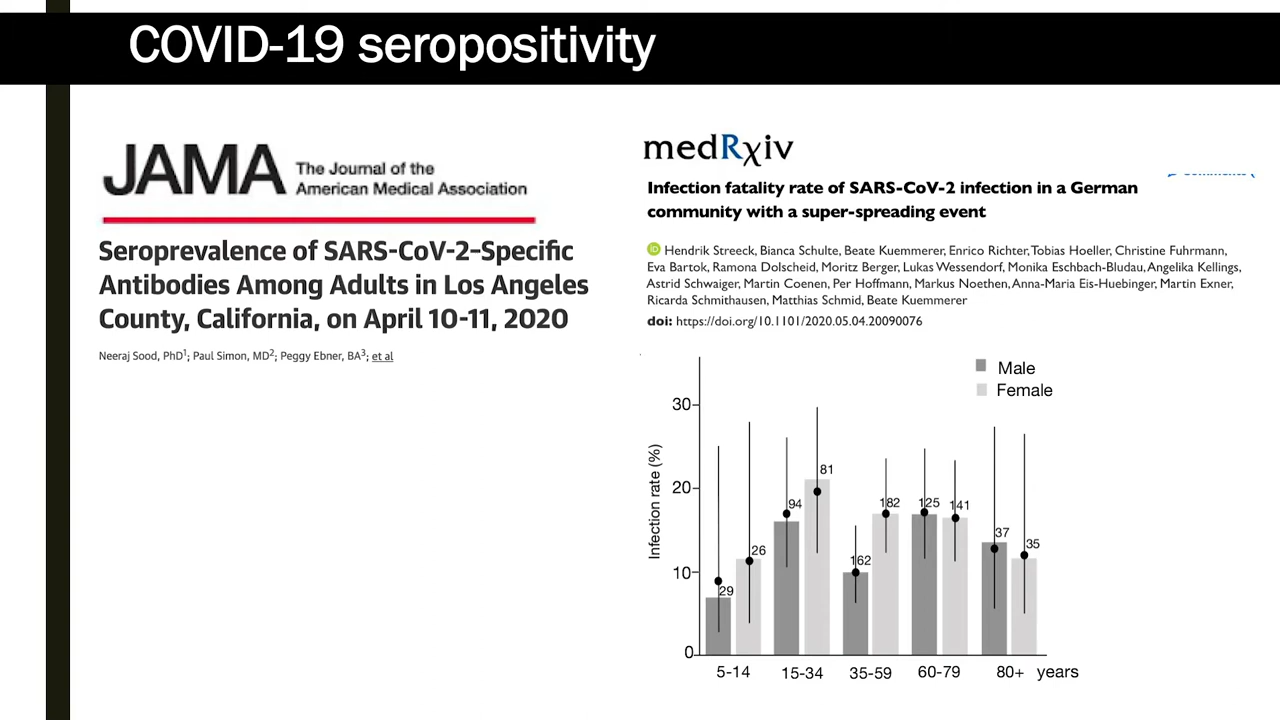 COVID-19 seropositivity
JAMA The Journal of the
American Medical Association
Seroprevalence of SARS-CoV-2-Specific
Antibodies Among Adults in Los Angeles
County, California, on April 10-11, 2020
Neeraj Sood, PhD1; Paul Simon, MD2; Peggy Ebner, BA3; et al
medRχiv
Infection fatality rate of SARS-CoV-2 infection in a German
community with a super-spreading event
iD Hendrik Streeck, Bianca Schulte, Beate Kuemmerer, Enrico Richter, Tobias Hoeller, Christine Fuhrmann,
Eva Bartok, Ramona Dolscheid, Moritz Berger, Lukas Wessendorf, Monika Eschbach-Bludau, Angelika Kellings,
Astrid Schwaiger, Martin Coenen, Per Hoffmann, Markus Noethen, Anna-Maria Eis-Huebinger, Martin Exner,
Ricarda Schmithausen, Matthias Schmid, Beate Kuemmerer
doi: https://doi.org/10.1101/2020.05.04.20090076
Male
Female
Infection rate (%)
30
20
10
0
29
26
94
81
162
182
125
141
37
35
5-14 15-34 35-59 60-79 80+ years